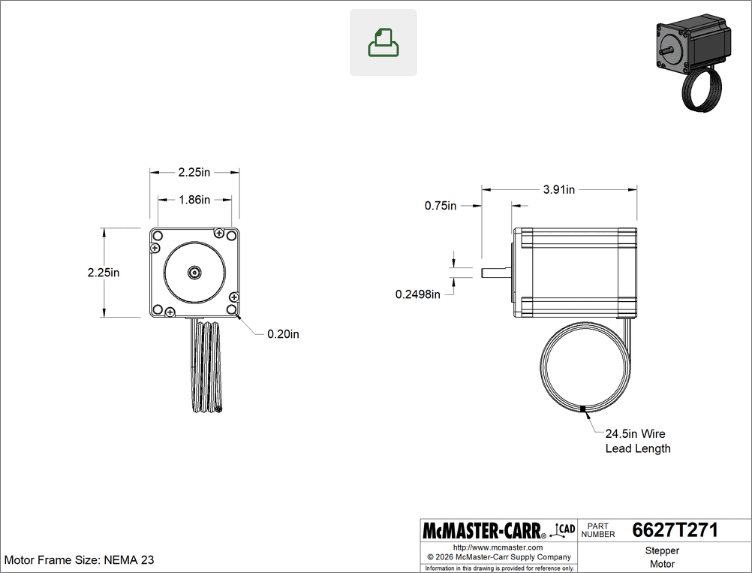 2.25in
1.86in
2.25in
0.20in
3.91in
0.75in
0.2498in
24.5in Wire
Lead Length
Motor Frame Size: NEMA 23
McMASTER-CARR® CAD
http://www.mcmaster.com
© 2026 McMaster-Carr Supply Company
Information in this drawing is provided for reference only.
PART
NUMBER
6627T271
Stepper
Motor